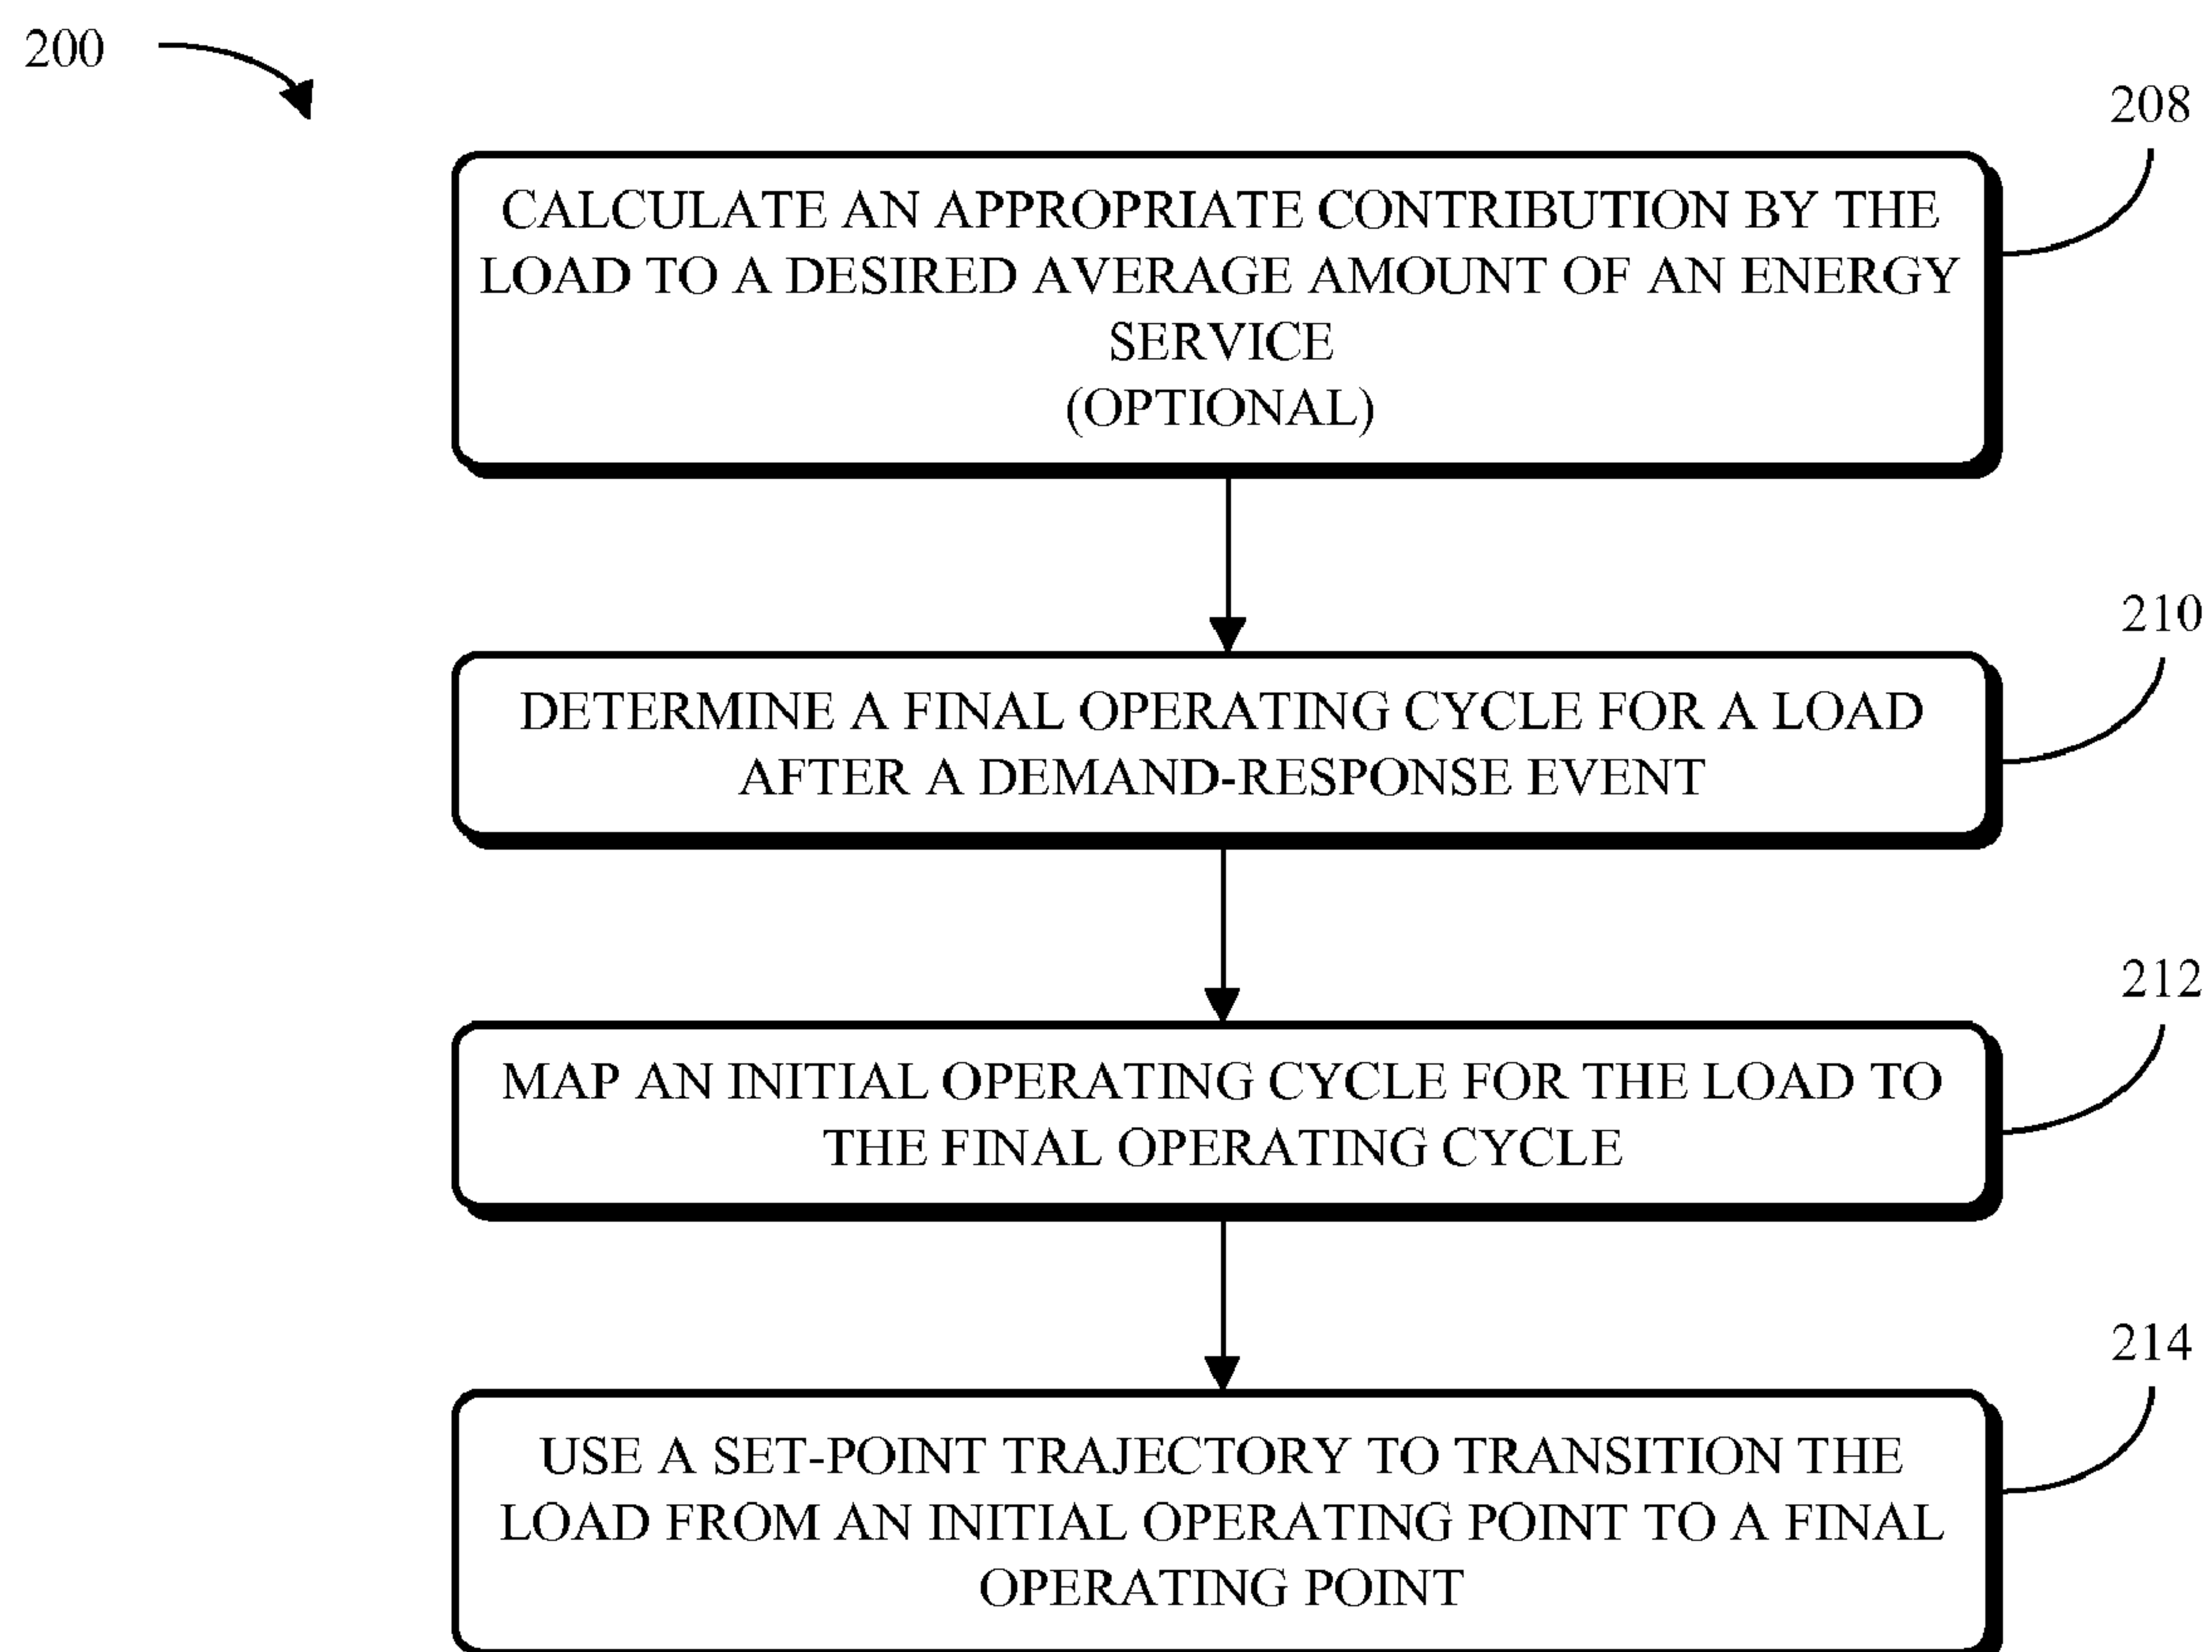 200
208
CALCULATE AN APPROPRIATE CONTRIBUTION BY THE
LOAD TO A DESIRED AVERAGE AMOUNT OF AN ENERGY
SERVICE
(OPTIONAL)
210
DETERMINE A FINAL OPERATING CYCLE FOR A LOAD
AFTER A DEMAND-RESPONSE EVENT
212
MAP AN INITIAL OPERATING CYCLE FOR THE LOAD TO
THE FINAL OPERATING CYCLE
214
USE A SET-POINT TRAJECTORY TO TRANSITION THE
LOAD FROM AN INITIAL OPERATING POINT TO A FINAL
OPERATING POINT